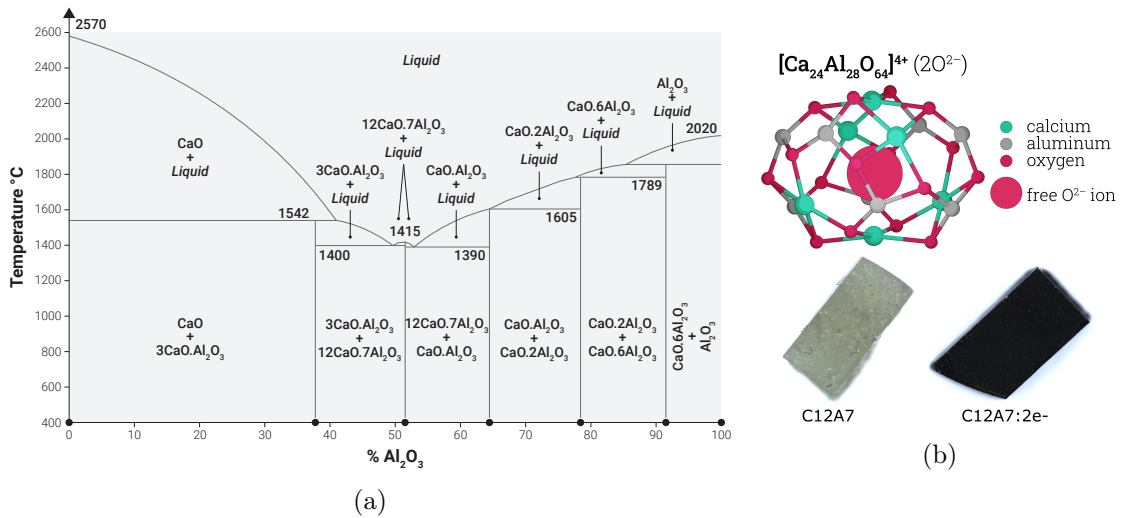 2570
2600
2400
2200
2000
1800
1600
1400
1200
1000
800
600
400
Temperature °C
0
10
20
30
40
50
60
70
80
90
100
% Al₂O₃
Liquid
CaO
+
Liquid
3CaO.Al₂O₃
+
Liquid
12CaO.7Al₂O₃
+
Liquid
CaO.Al₂O₃
+
Liquid
CaO.2Al₂O₃
+
Liquid
CaO.6Al₂O₃
+
Liquid
Al₂O₃
+
Liquid
2020
1542
1400
1415
1390
1605
1789
CaO
+
3CaO.Al₂O₃
3CaO.Al₂O₃
+
12CaO.7Al₂O₃
12CaO.7Al₂O₃
+
CaO.Al₂O₃
CaO.Al₂O₃
+
CaO.2Al₂O₃
CaO.2Al₂O₃
+
CaO.6Al₂O₃
CaO.6Al₂O₃
+
Al₂O₃
(a)
[Ca₂₄Al₂₈O₆₄]⁴⁺ (2O²⁻)
calcium
aluminum
oxygen
free O²⁻ ion
C12A7
C12A7:2e-
(b)